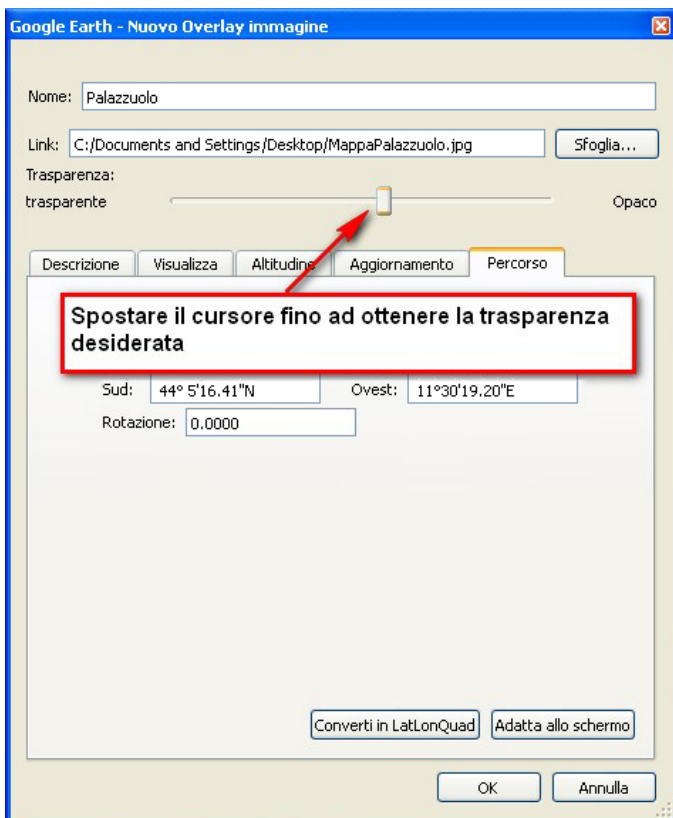 Google Earth - Nuovo Overlay immagine
Nome: Palazzuolo
Link: C:/Documents and Settings/Desktop/MappaPalazzuolo.jpg Sfoglia...
Trasparenza:
trasparente Opaco
Descrizione Visualizza Altitudine Aggiornamento Percorso
Spostare il cursore fino ad ottenere la trasparenza
desiderata
Sud: 44° 5'16.41"N Ovest: 11°30'19.20"E
Rotazione: 0.0000
Converti in LatLonQuad Adatta allo schermo
OK Annulla